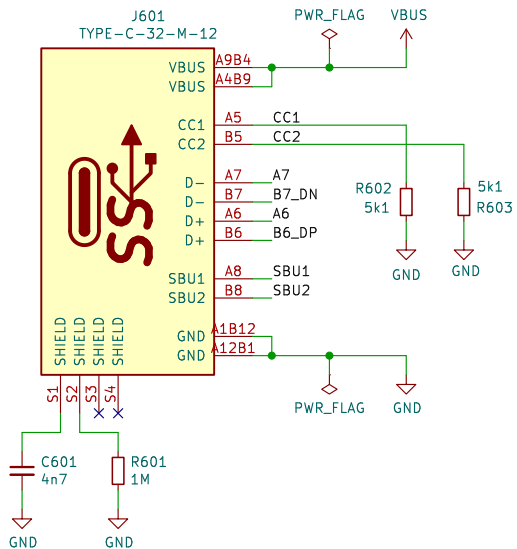 J601
TYPE-C-32-M-12
PWR_FLAG
VBUS
VBUS A9B4
VBUS A4B9
CC1 A5 CC1
CC2 B5 CC2
D- A7 A7
D- B7 B7_DN
D+ A6 A6
D+ B6 B6_DP
R602
5k1
5k1
R603
GND
GND
SBU1 A8 SBU1
SBU2 B8 SBU2
GND A1B12
GND A12B1
SHIELD SHIELD SHIELD SHIELD
S1 S2 S3 S4
PWR_FLAG
GND
C601
4n7
R601
1M
GND
GND